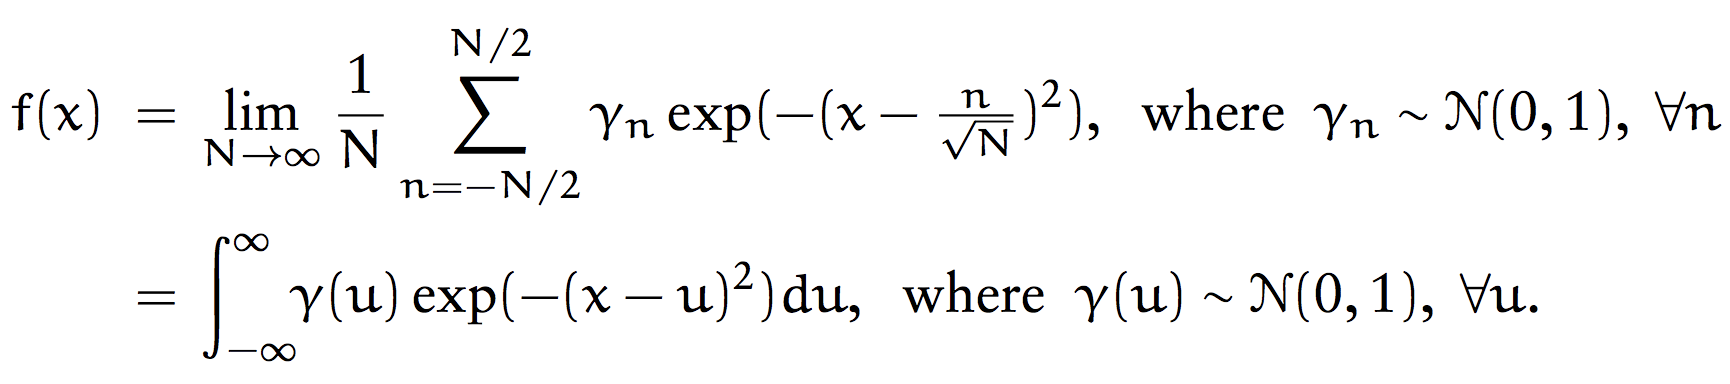 f(x) = lim_{N→∞} 1/N ∑_{n=−N/2}^{N/2} γ_n exp(−(x − n/√N)²), where γ_n ∼ 𝒩(0, 1), ∀n
= ∫_{−∞}^{∞} γ(u) exp(−(x − u)²)du, where γ(u) ∼ 𝒩(0, 1), ∀u.